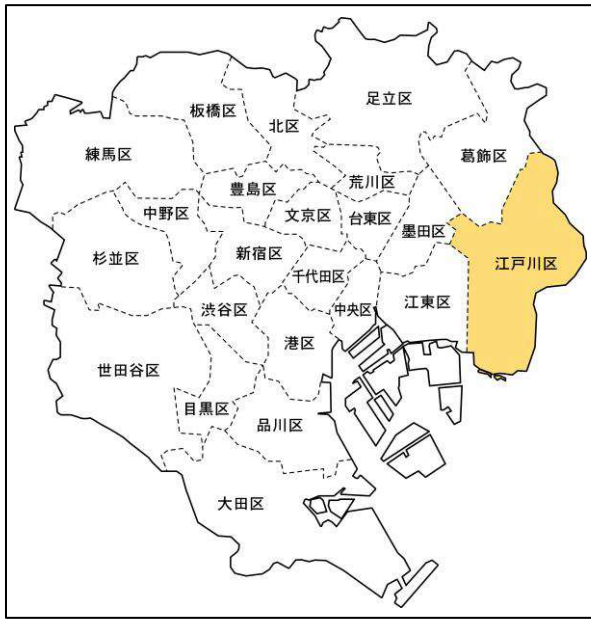 足立区
板橋区
北区
練馬区
葛飾区
荒川区
豊島区
中野区
文京区
台東区
墨田区
杉並区
新宿区
江戸川区
千代田区
渋谷区
中央区
江東区
港区
世田谷区
目黒区
品川区
大田区